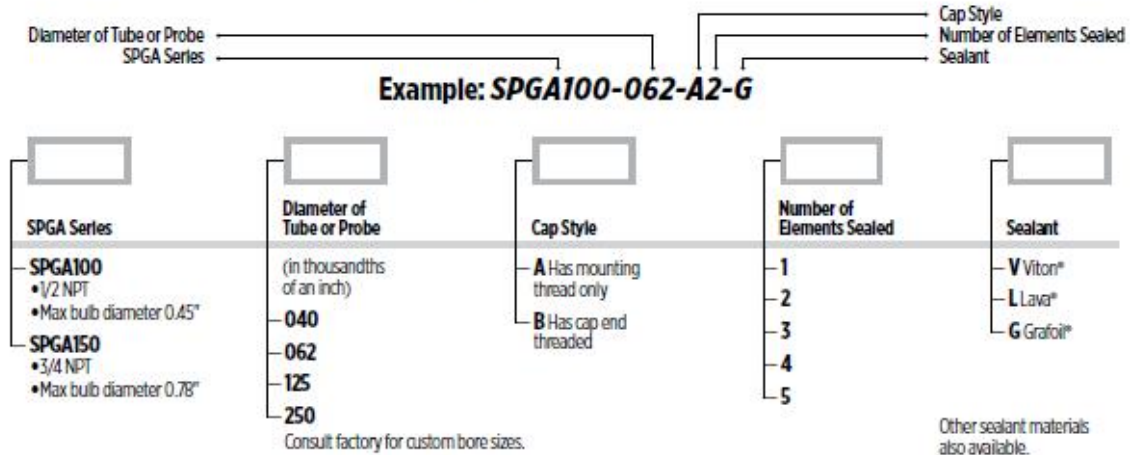 Diameter of Tube or Probe
SPGA Series
Cap Style
Number of Elements Sealed
Sealant
Example: SPGA100-062-A2-G
SPGA Series
SPGA100
•1/2 NPT
•Max bulb diameter 0.45"
SPGA150
•3/4 NPT
•Max bulb diameter 0.78"
Diameter of
Tube or Probe
(in thousandths
of an inch)
040
062
125
250
Consult factory for custom bore sizes.
Cap Style
A Has mounting
thread only
B Has cap end
threaded
Number of
Elements Sealed
1
2
3
4
5
Sealant
V Viton®
L Lava®
G Grafoil®
Other sealant materials
also available.